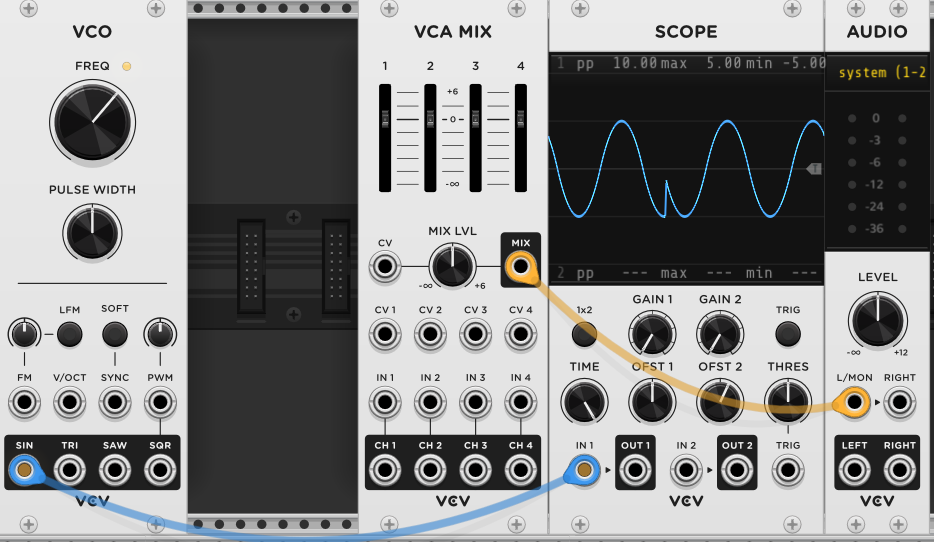 VCO
FREQ
PULSE WIDTH
LFM
SOFT
FM
V/OCT
SYNC
PWM
SIN
TRI
SAW
SQR
VCV
VCA MIX
1 2 3 4
+6
0
-∞
MIX LVL
CV
MIX
-∞
+6
CV 1 CV 2 CV 3 CV 4
IN 1 IN 2 IN 3 IN 4
CH 1 CH 2 CH 3 CH 4
VCV
SCOPE
1 pp 10.00 max 5.00 min -5.00
T
2 pp --- max --- min ---
1x2
GAIN 1
GAIN 2
TRIG
TIME
OFST 1
OFST 2
THRES
IN 1
OUT 1
IN 2
OUT 2
TRIG
VCV
AUDIO
system (1-2
0
-3
-6
-12
-24
-36
LEVEL
-∞
+12
L/MON
RIGHT
LEFT
RIGHT
VCV